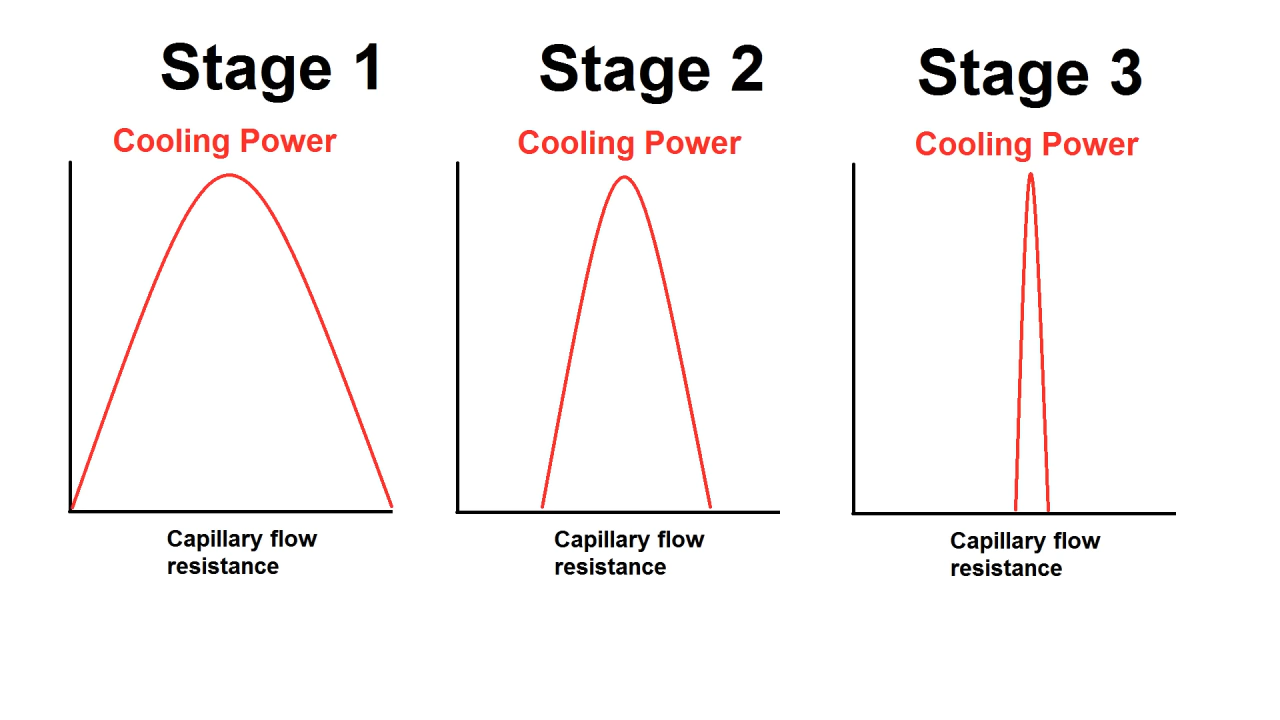 Stage 1
Stage 2
Stage 3
Cooling Power
Cooling Power
Cooling Power
Capillary flow
resistance
Capillary flow
resistance
Capillary flow
resistance